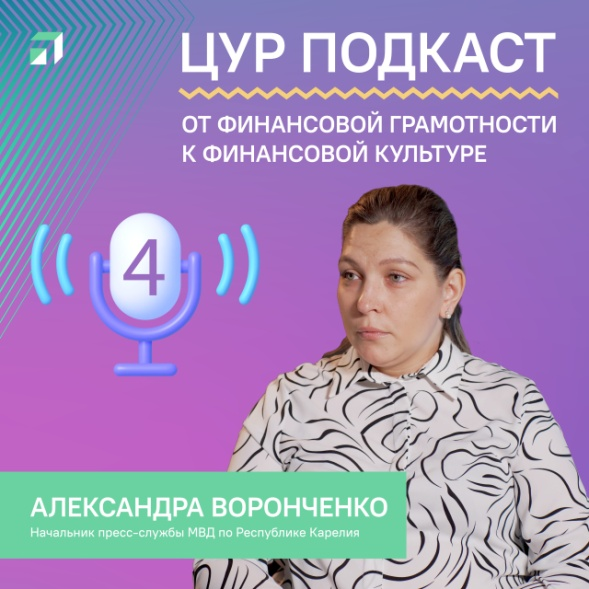 ЦУР ПОДКАСТ
ОТ ФИНАНСОВОЙ ГРАМОТНОСТИ
К ФИНАНСОВОЙ КУЛЬТУРЕ
4
АЛЕКСАНДРА ВОРОНЧЕНКО
Начальник пресс-службы МВД по Республике Карелия